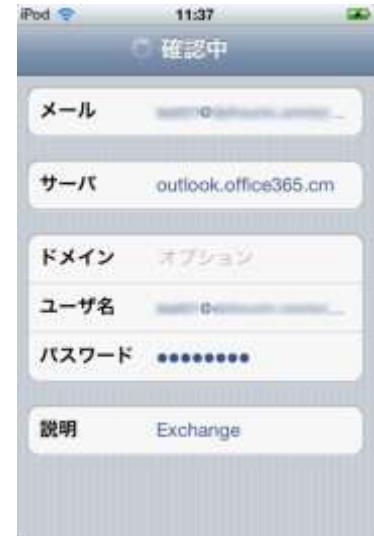 iPod 11:37
確認中
メール
サーバ outlook.office365.cm
ドメイン オプション
ユーザ名
パスワード ●●●●●●●●
説明 Exchange